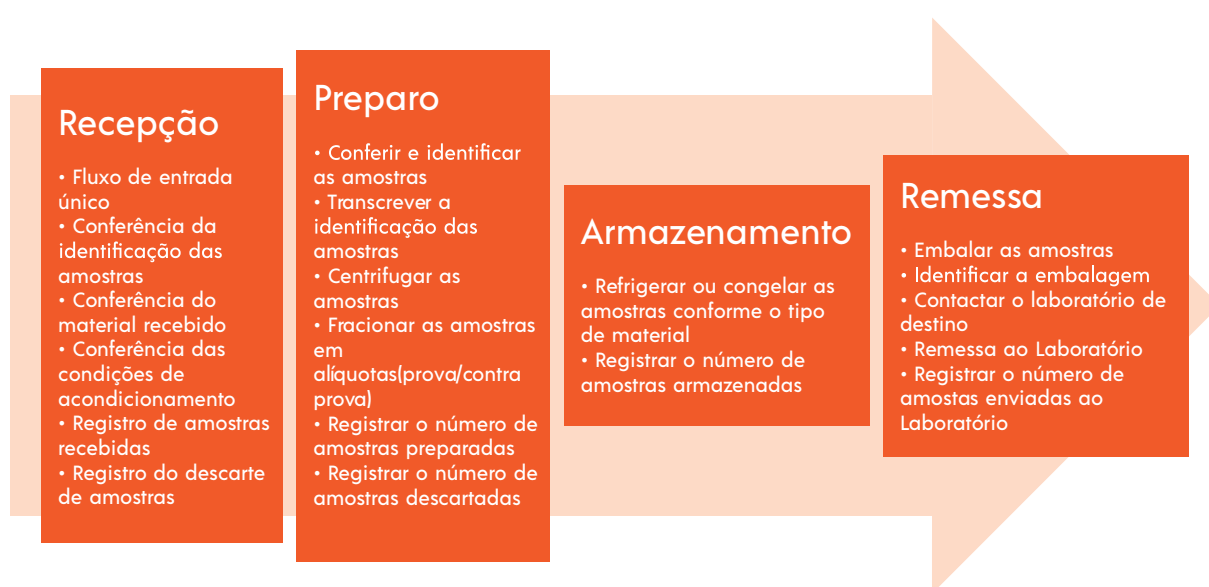 Recepção
• Fluxo de entrada
único
• Conferência da
identificação das
amostras
• Conferência do
material recebido
• Conferência das
condições de
acondicionamento
• Registro de amostras
recebidas
• Registro do descarte
de amostras
Preparo
• Conferir e identificar
as amostras
• Transcrever a
identificação das
amostras
• Centrifugar as
amostras
• Fracionar as amostras
em
alíquotas(prova/contra
prova)
• Registrar o número de
amostras preparadas
• Registrar o número de
amostras descartadas
Armazenamento
• Refrigerar ou congelar as
amostras conforme o tipo
de material
• Registrar o número de
amostras armazenadas
Remessa
• Embalar as amostras
• Identificar a embalagem
• Contactar o laboratório de
destino
• Remessa ao Laboratório
• Registrar o número de
amostas enviadas ao
Laboratório